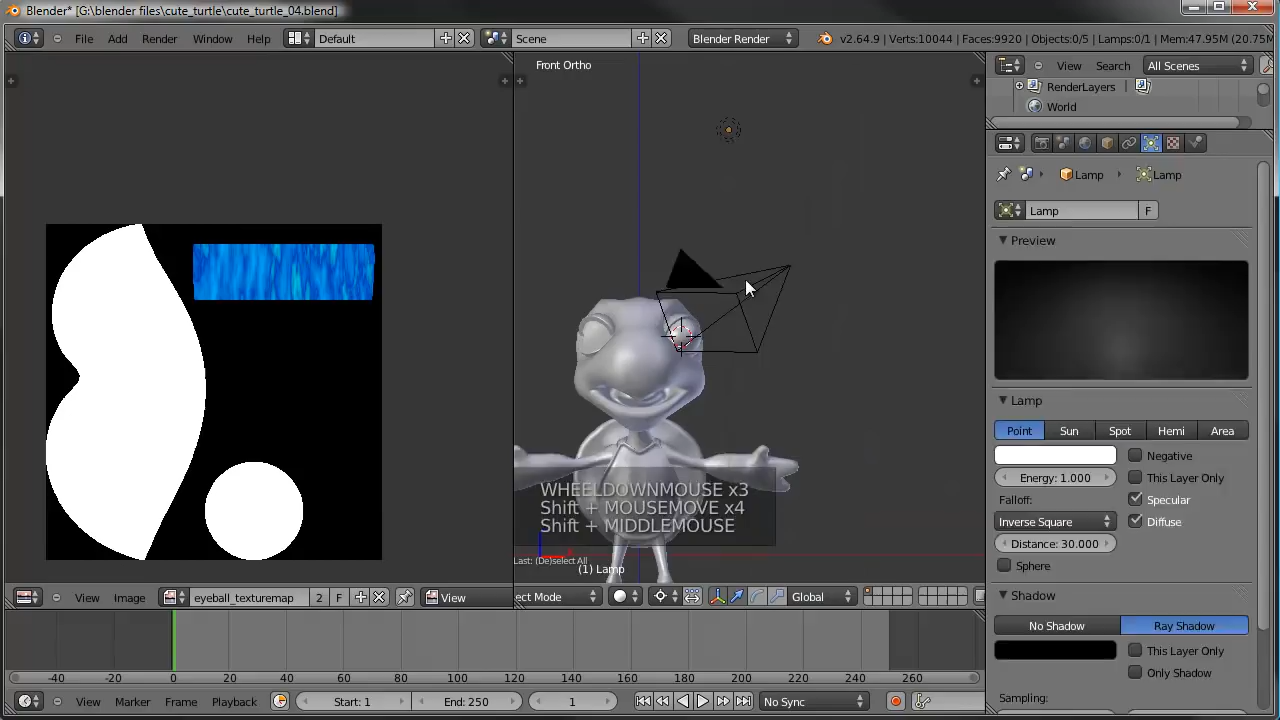 Blender* [G:\blender files\cute_turtle\cute_turtle_04.blend]
File Add Render Window Help Default Scene Blender Render v2.64.9 | Verts:10044 | Faces:9920 | Objects:0/5 | Lamps:0/1 | Mem:47.95M (20.75M
Front Ortho
View Search All Scenes
RenderLayers
World
Lamp Lamp
Lamp F
Preview
Lamp
Point Sun Spot Hemi Area
Negative
Energy: 1.000 This Layer Only
Falloff: Specular
Inverse Square Diffuse
Distance: 30.000
Sphere
Shadow
No Shadow Ray Shadow
This Layer Only
Only Shadow
Sampling:
WHEELDOWNMOUSE x3
Shift + MOUSEMOVE x4
Shift + MIDDLEMOUSE
Last: (De)select All
(1) Lamp
View Image eyeball_texturemap 2 F View
ect Mode Global
-40 -20 0 20 40 60 80 100 120 140 160 180 200 220 240 260
View Marker Frame Playback Start: 1 End: 250 1 No Sync